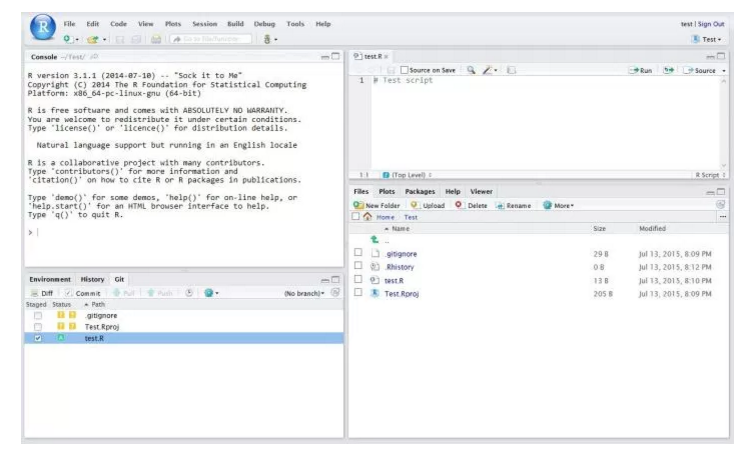 R
File Edit Code View Plots Session Build Debug Tools Help
test | Sign Out
Go to File/Function
Test
Console ~/Test/
R version 3.1.1 (2014-07-10) -- "Sock it to Me"
Copyright (C) 2014 The R Foundation for Statistical Computing
Platform: x86_64-pc-linux-gnu (64-bit)
R is free software and comes with ABSOLUTELY NO WARRANTY.
You are welcome to redistribute it under certain conditions.
Type 'license()' or 'licence()' for distribution details.
Natural language support but running in an English locale
R is a collaborative project with many contributors.
Type 'contributors()' for more information and
'citation()' on how to cite R or R packages in publications.
Type 'demo()' for some demos, 'help()' for on-line help, or
'help.start()' for an HTML browser interface to help.
Type 'q()' to quit R.
>
Environment History Git
Diff Commit Pull Push (No branch)
Staged Status Path
.gitignore
Test.Rproj
A test.R
test.R
Source on Save Run Source
1 # Test script
1:1 (Top Level) R Script
Files Plots Packages Help Viewer
New Folder Upload Delete Rename More
Home Test
Name Size Modified
..
.gitignore 29 B Jul 13, 2015, 8:09 PM
.Rhistory 0 B Jul 13, 2015, 8:12 PM
test.R 13 B Jul 13, 2015, 8:10 PM
Test.Rproj 205 B Jul 13, 2015, 8:09 PM